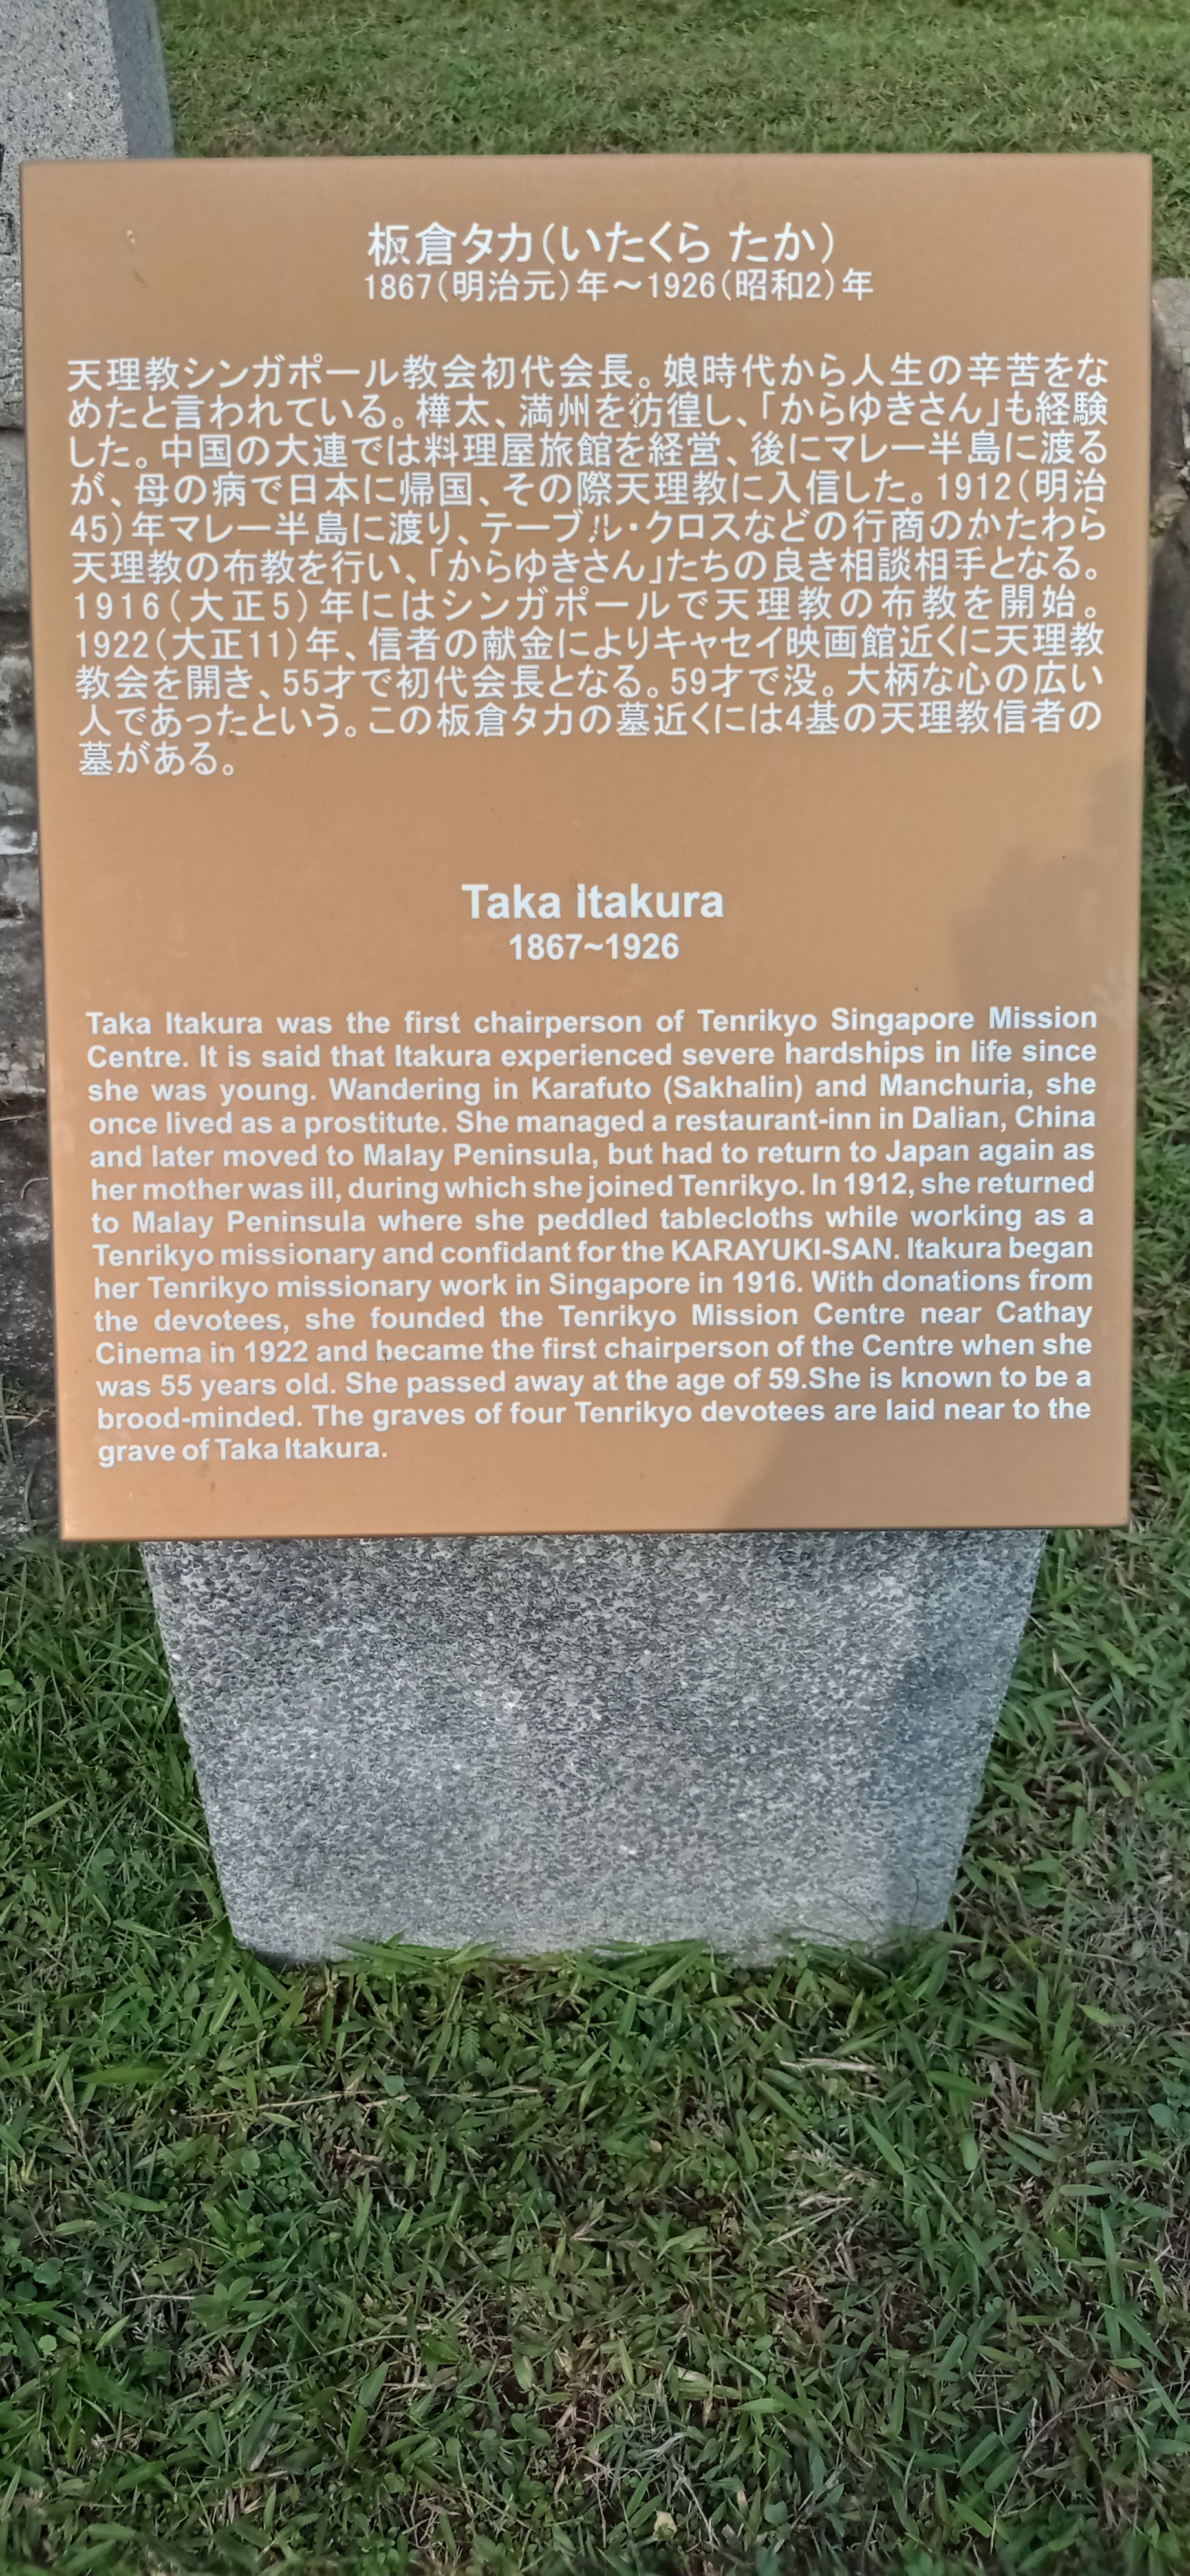 板倉タカ(いたくら たか)
1867(明治元)年～1926(昭和2)年
天理教シンガポール教会初代会長。娘時代から人生の辛苦をな
めたと言われている。樺太、満州を彷徨し、「からゆきさん」も経験
した。中国の大連では料理屋旅館を経営、後にマレー半島に渡る
が、母の病で日本に帰国、その際天理教に入信した。1912(明治
45)年マレー半島に渡り、テーブル・クロスなどの行商のかたわら
天理教の布教を行い、「からゆきさん」たちの良き相談相手となる。
1916(大正5)年にはシンガポールで天理教の布教を開始。
1922(大正11)年、信者の献金によりキャセイ映画館近くに天理教
教会を開き、55才で初代会長となる。59才で没。大柄な心の広い
人であったという。この板倉タカの墓近くには4基の天理教信者の
墓がある。
Taka Itakura
1867~1926
Taka Itakura was the first chairperson of Tenrikyo Singapore Mission
Centre. It is said that Itakura experienced severe hardships in life since
she was young. Wandering in Karafuto (Sakhalin) and Manchuria, she
once lived as a prostitute. She managed a restaurant-inn in Dalian, China
and later moved to Malay Peninsula, but had to return to Japan again as
her mother was ill, during which she joined Tenrikyo. In 1912, she returned
to Malay Peninsula where she peddled tablecloths while working as a
Tenrikyo missionary and confidant for the KARAYUKI-SAN. Itakura began
her Tenrikyo missionary work in Singapore in 1916. With donations from
the devotees, she founded the Tenrikyo Mission Centre near Cathay
Cinema in 1922 and became the first chairperson of the Centre when she
was 55 years old. She passed away at the age of 59.She is known to be a
brood-minded. The graves of four Tenrikyo devotees are laid near to the
grave of Taka Itakura.